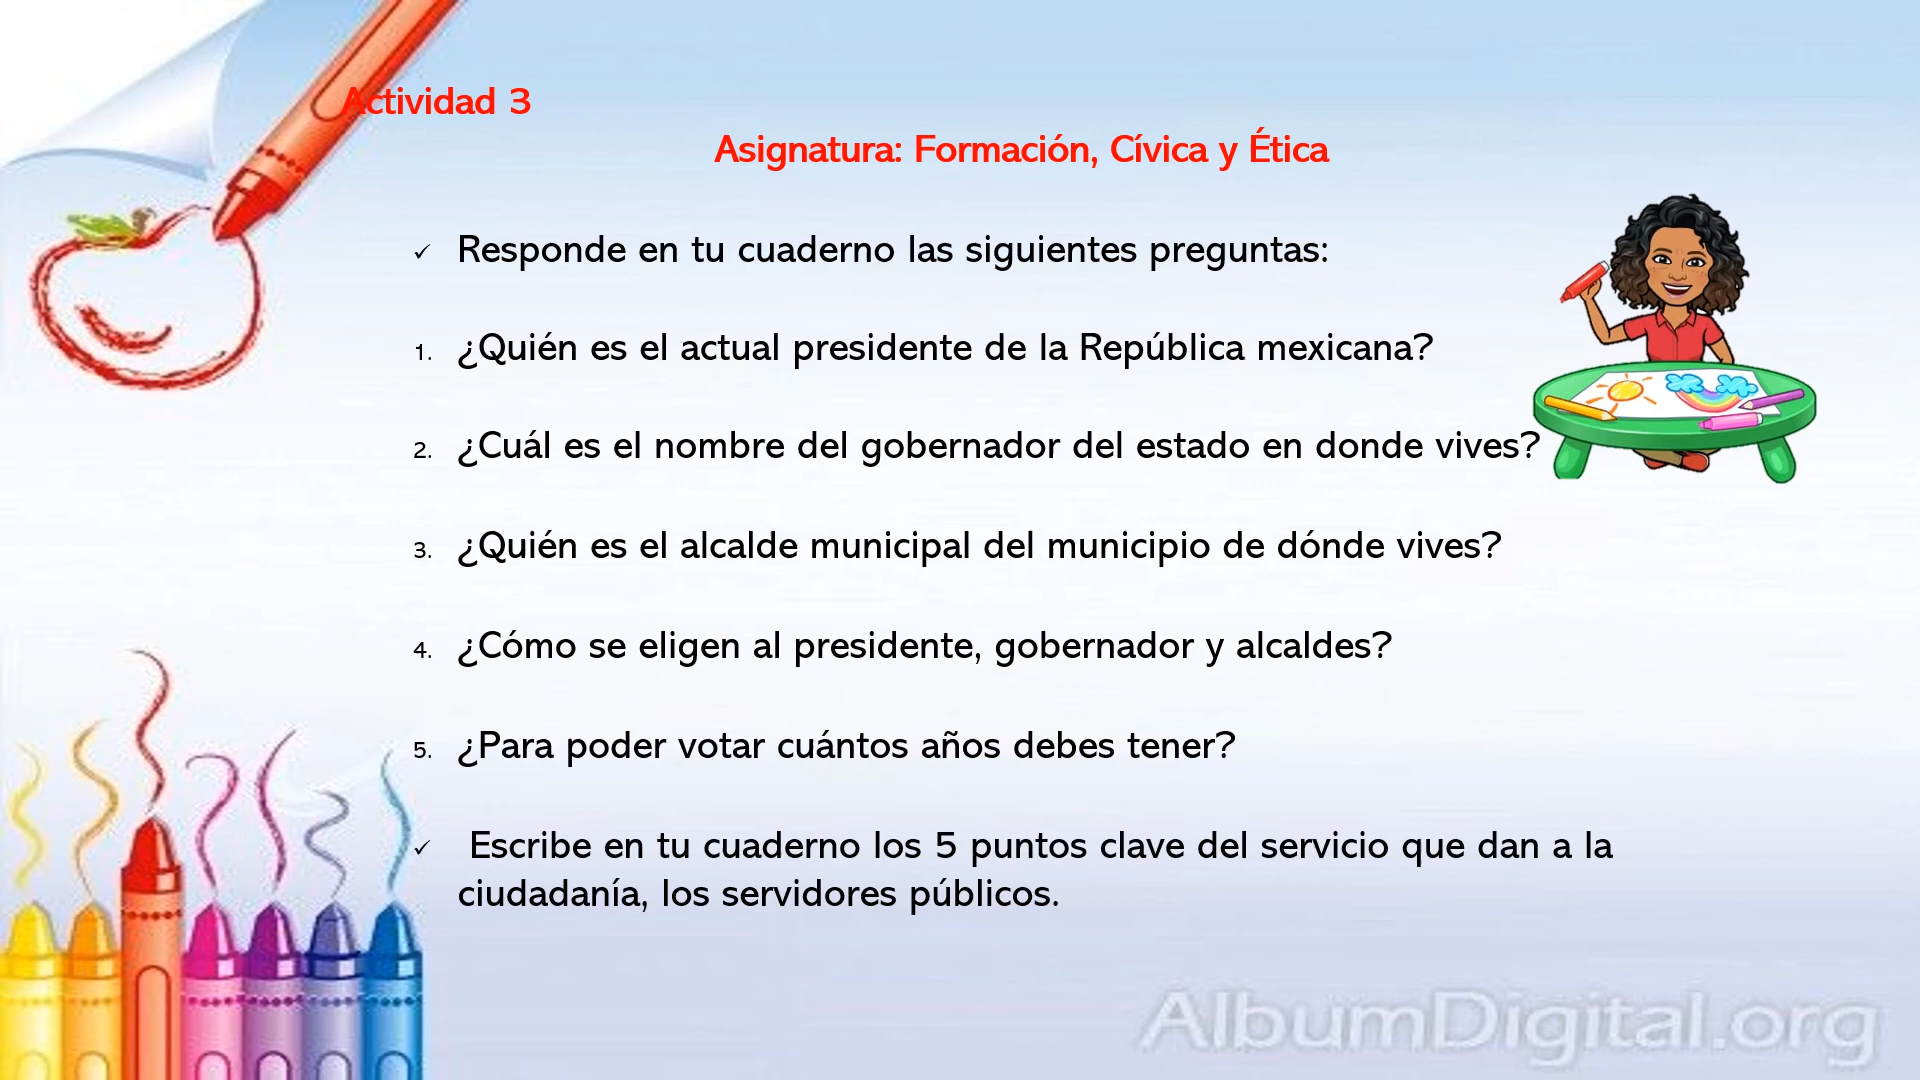 Actividad 3
Asignatura: Formación, Cívica y Ética
✓ Responde en tu cuaderno las siguientes preguntas:
1. ¿Quién es el actual presidente de la República mexicana?
2. ¿Cuál es el nombre del gobernador del estado en donde vives?
3. ¿Quién es el alcalde municipal del municipio de dónde vives?
4. ¿Cómo se eligen al presidente, gobernador y alcaldes?
5. ¿Para poder votar cuántos años debes tener?
✓ Escribe en tu cuaderno los 5 puntos clave del servicio que dan a la
ciudadanía, los servidores públicos.
AlbumDigital.org